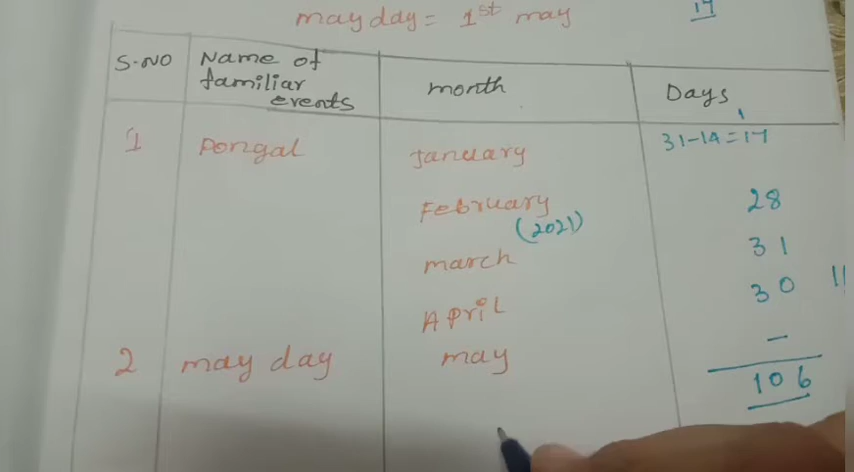 may day = 1st may
17
S.NO Name of familiar events month Days
1 Pongal January 31-14=17
February (2021) 28
march 31
April 30
2 may day may -
106